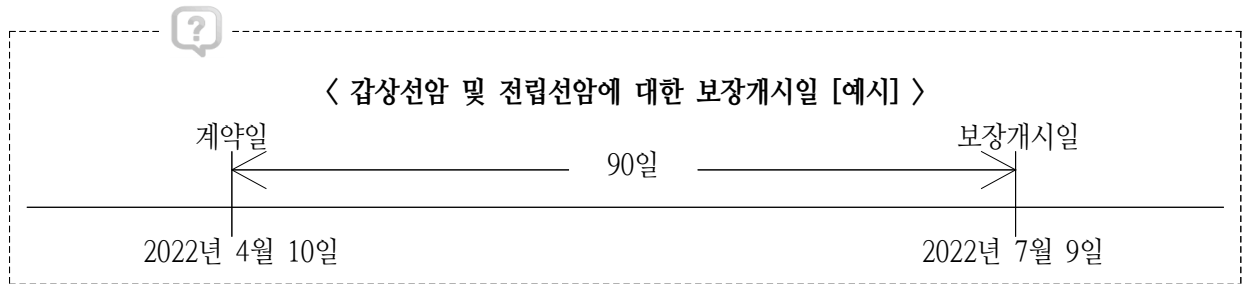 ?
〈 갑상선암 및 전립선암에 대한 보장개시일 [예시] 〉
계약일 보장개시일
90일
2022년 4월 10일 2022년 7월 9일